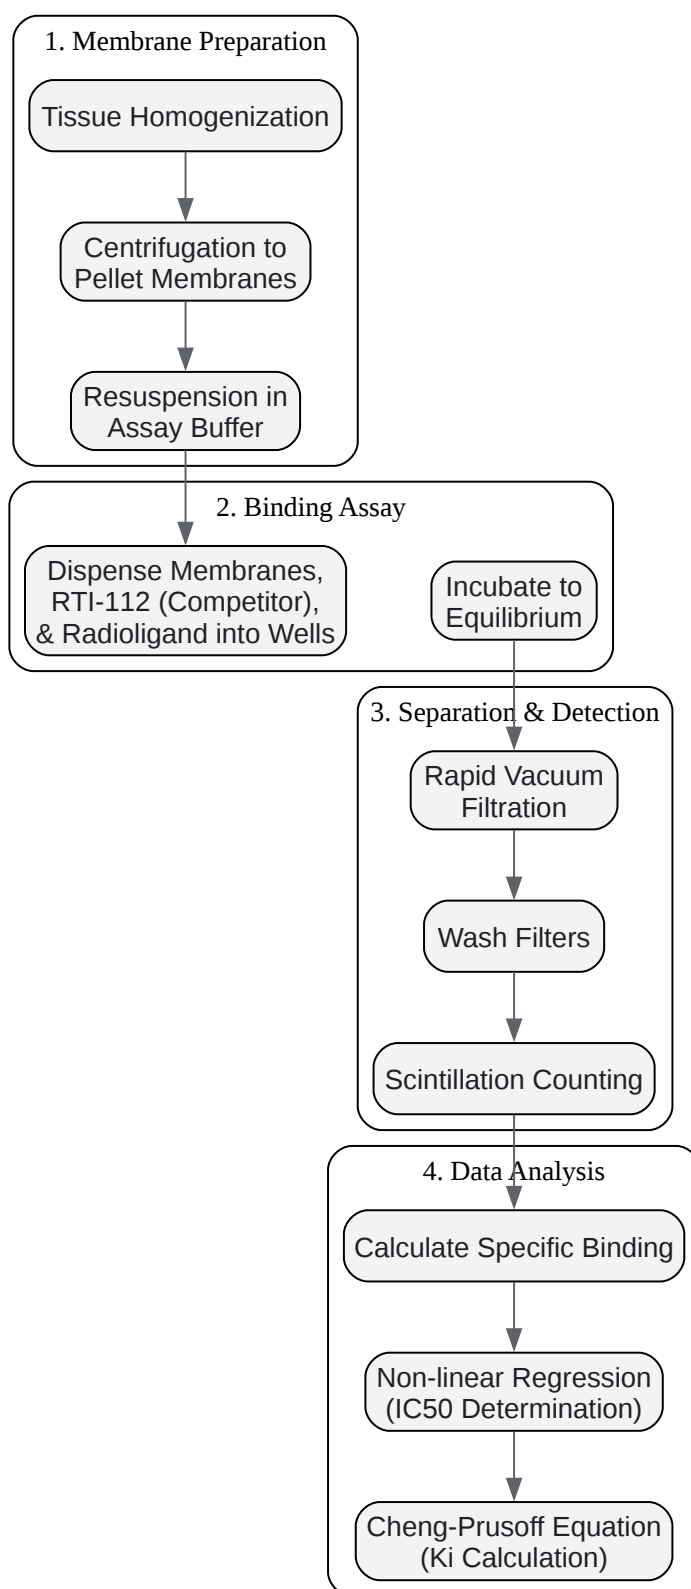 1. Membrane Preparation
Tissue Homogenization
Centrifugation to
Pellet Membranes
Resuspension in
Assay Buffer
2. Binding Assay
Dispense Membranes,
RTI-112 (Competitor),
& Radioligand into Wells
Incubate to
Equilibrium
3. Separation & Detection
Rapid Vacuum
Filtration
Wash Filters
Scintillation Counting
4. Data Analysis
Calculate Specific Binding
Non-linear Regression
(IC50 Determination)
Cheng-Prusoff Equation
(Ki Calculation)